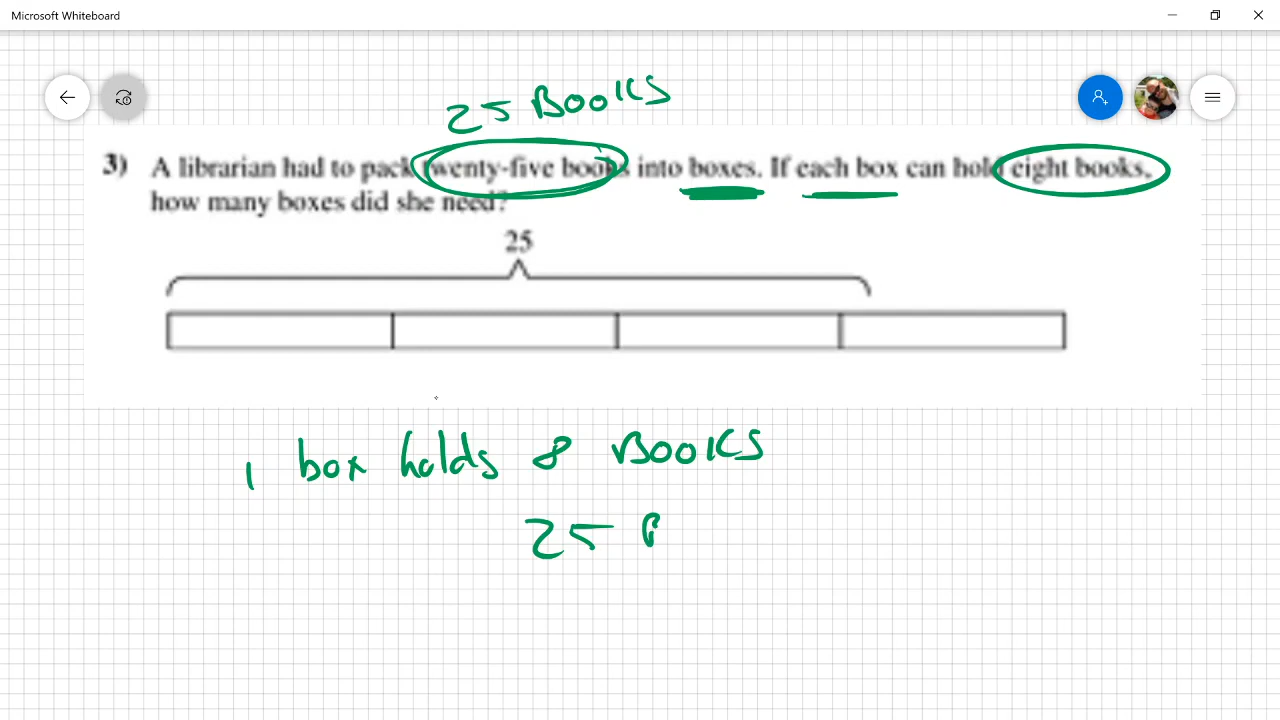 Microsoft Whiteboard
25 BOOKS
3) A librarian had to pack twenty-five books into boxes. If each box can hold eight books,
how many boxes did she need?
25
1 box holds 8 BOOKS
25